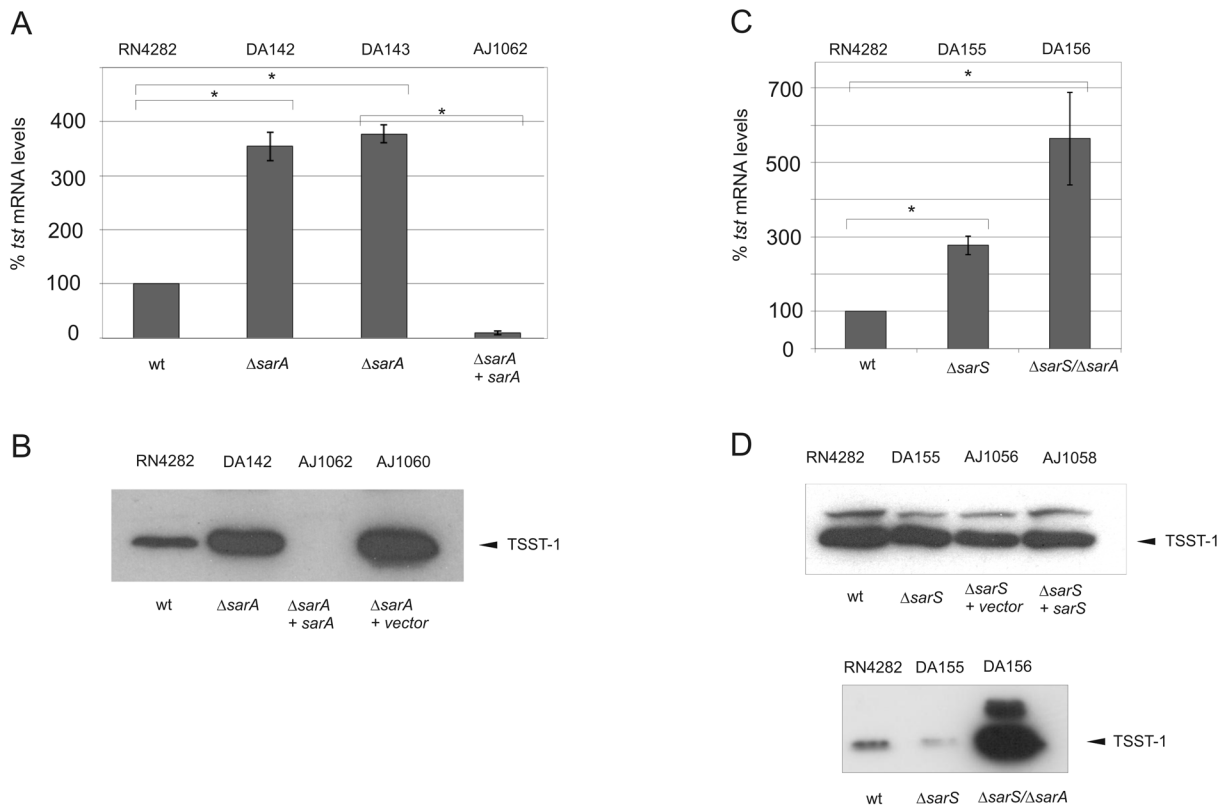 A
RN4282 DA142 DA143 AJ1062
% tst mRNA levels
400
300
200
100
0
* * *
wt ΔsarA ΔsarA ΔsarA + sarA
B
RN4282 DA142 AJ1062 AJ1060
TSST-1
wt ΔsarA ΔsarA + sarA ΔsarA + vector
C
RN4282 DA155 DA156
% tst mRNA levels
700
500
300
100
0
* *
wt ΔsarS ΔsarS/ΔsarA
D
RN4282 DA155 AJ1056 AJ1058
TSST-1
wt ΔsarS ΔsarS + vector ΔsarS + sarS
RN4282 DA155 DA156
TSST-1
wt ΔsarS ΔsarS/ΔsarA